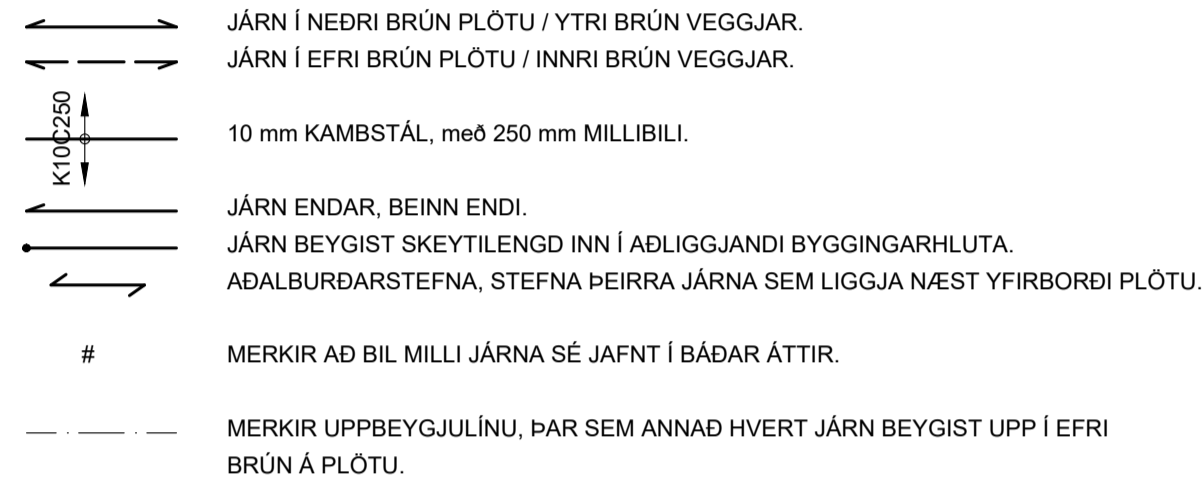 JÁRN Í NEÐRI BRÚN PLÖTU / YTRI BRÚN VEGGJAR.
JÁRN Í EFRI BRÚN PLÖTU / INNRI BRÚN VEGGJAR.
K10C250
10 mm KAMBSTÁL, með 250 mm MILLIBILI.
JÁRN ENDAR, BEINN ENDI.
JÁRN BEYGIST SKEYTILENGD INN Í AÐLIGGJANDI BYGGINGARHLUTA.
AÐALBURÐARSTEFNA, STEFNA ÞEIRRA JÁRNA SEM LIGGJA NÆST YFIRBORÐI PLÖTU.
# MERKIR AÐ BIL MILLI JÁRNA SÉ JAFNT Í BÁÐAR ÁTTIR.
MERKIR UPPBEYGJULÍNU, ÞAR SEM ANNAÐ HVERT JÁRN BEYGIST UPP Í EFRI
BRÚN Á PLÖTU.